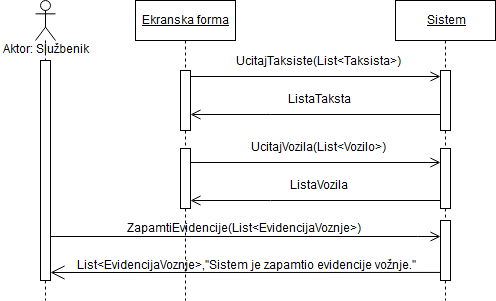 Ekranska forma
Sistem
Aktor: Službenik
UcitajTaksiste(List<Taksista>)
ListaTaksta
UcitajVozila(List<Vozilo>)
ListaVozila
ZapamtiEvidencije(List<EvidencijaVoznje>)
List<EvidencijaVoznje>,"Sistem je zapamtio evidencije vožnje."